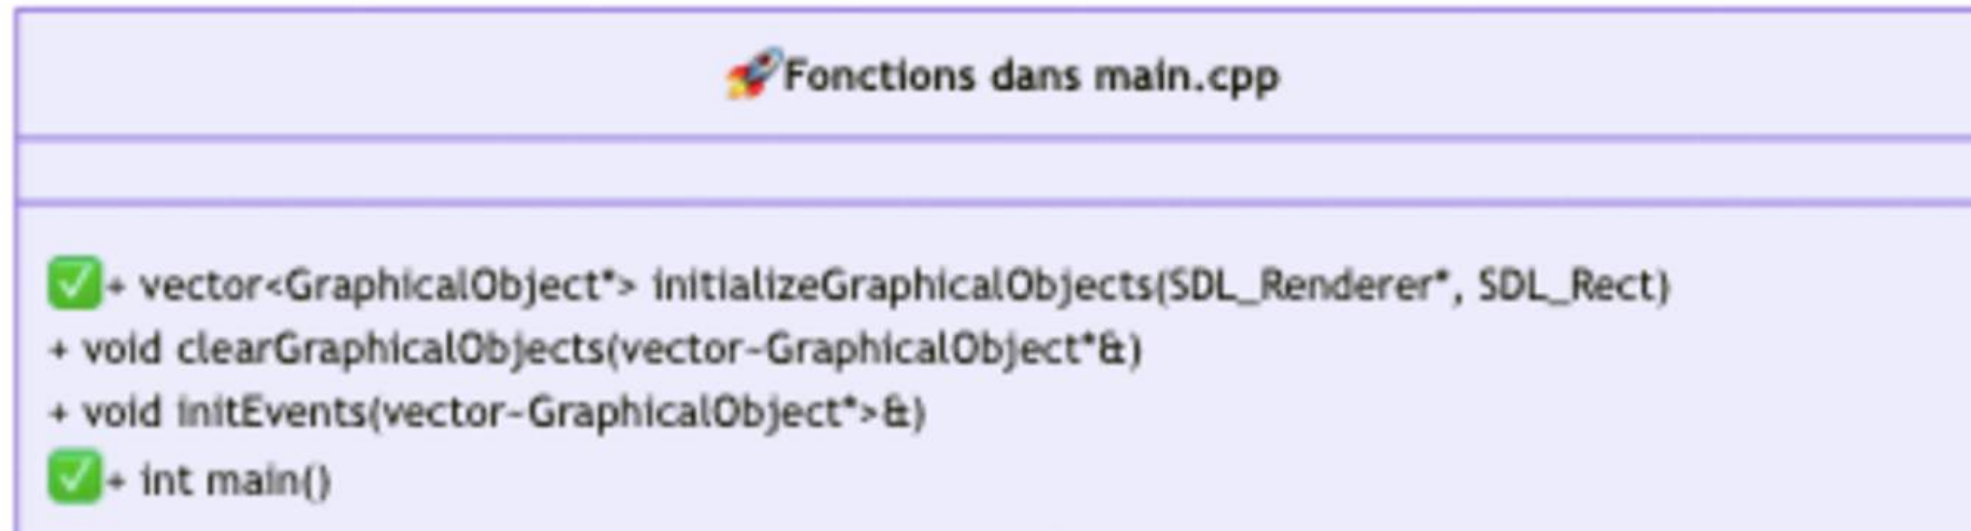 🚀Fonctions dans main.cpp
✅+ vector<GraphicalObject*> initializeGraphicalObjects(SDL_Renderer*, SDL_Rect)
+ void clearGraphicalObjects(vector~GraphicalObject*&)
+ void initEvents(vector~GraphicalObject*>&)
✅+ int main()